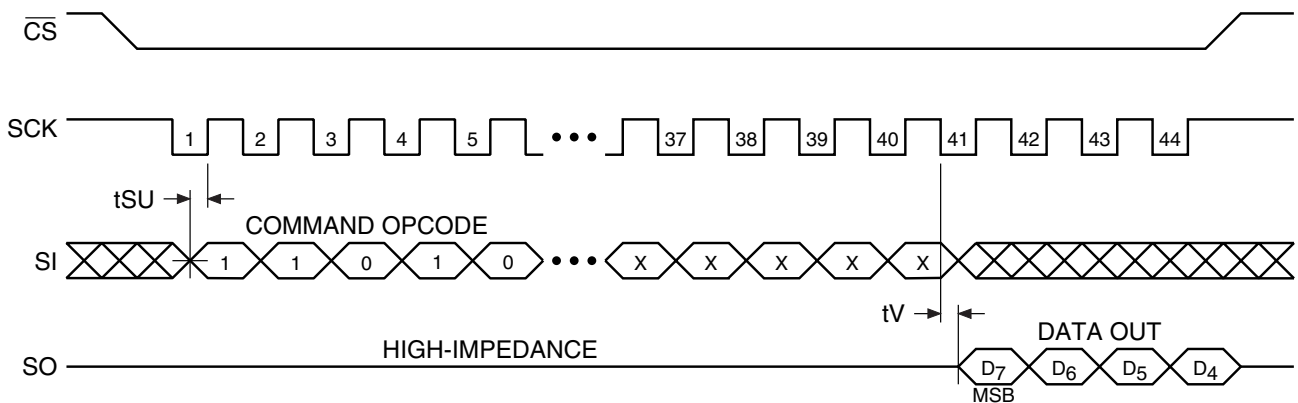 CS
SCK
1 2 3 4 5 ••• 37 38 39 40 41 42 43 44
tSU
COMMAND OPCODE
SI
1 1 0 1 0 ••• X X X X X
tV
DATA OUT
HIGH-IMPEDANCE
SO
D7 D6 D5 D4
MSB